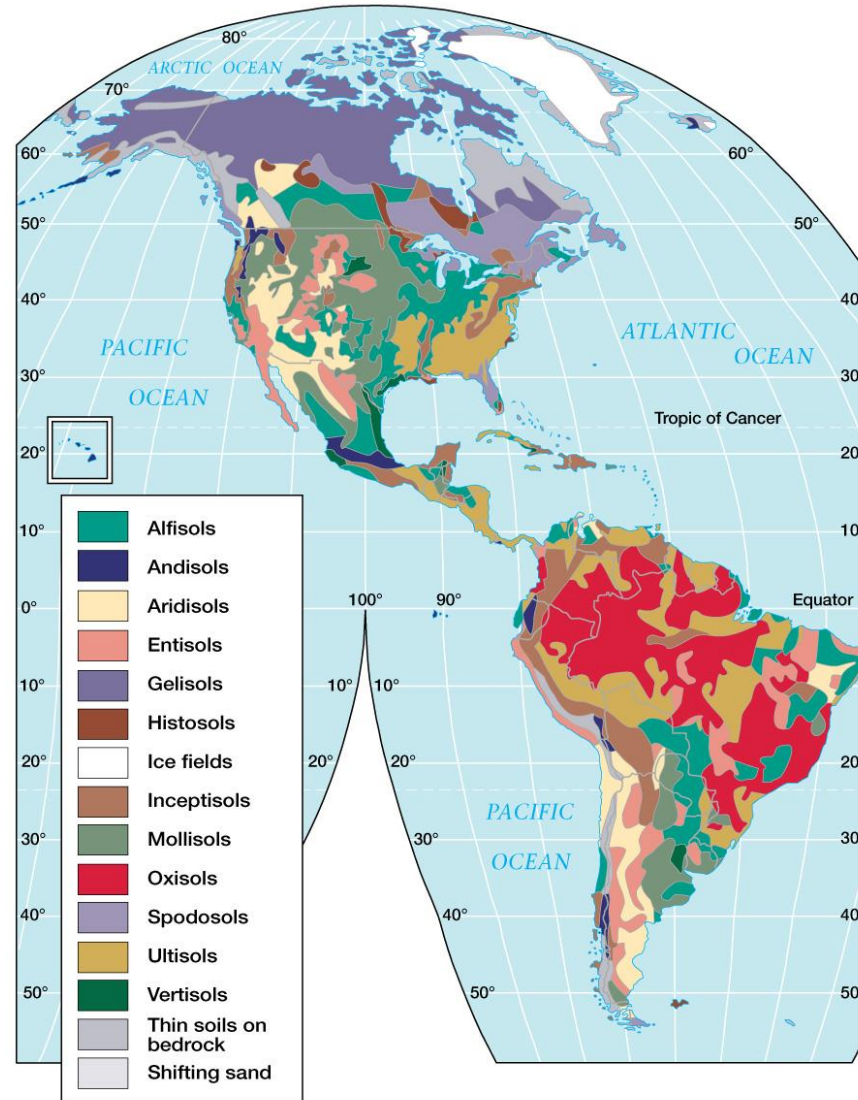 80°
ARCTIC OCEAN
70°
60°
60°
50°
50°
40°
40°
PACIFIC
OCEAN
ATLANTIC
OCEAN
30°
30°
Tropic of Cancer
20°
20°
10°
10°
0°
100°
90°
Equator
0°
10°
10°
10°
10°
20°
20°
20°
20°
PACIFIC
OCEAN
30°
30°
30°
40°
40°
40°
50°
50°
50°
Alfisols
Andisols
Aridisols
Entisols
Gelisols
Histosols
Ice fields
Inceptisols
Mollisols
Oxisols
Spodosols
Ultisols
Vertisols
Thin soils on
bedrock
Shifting sand